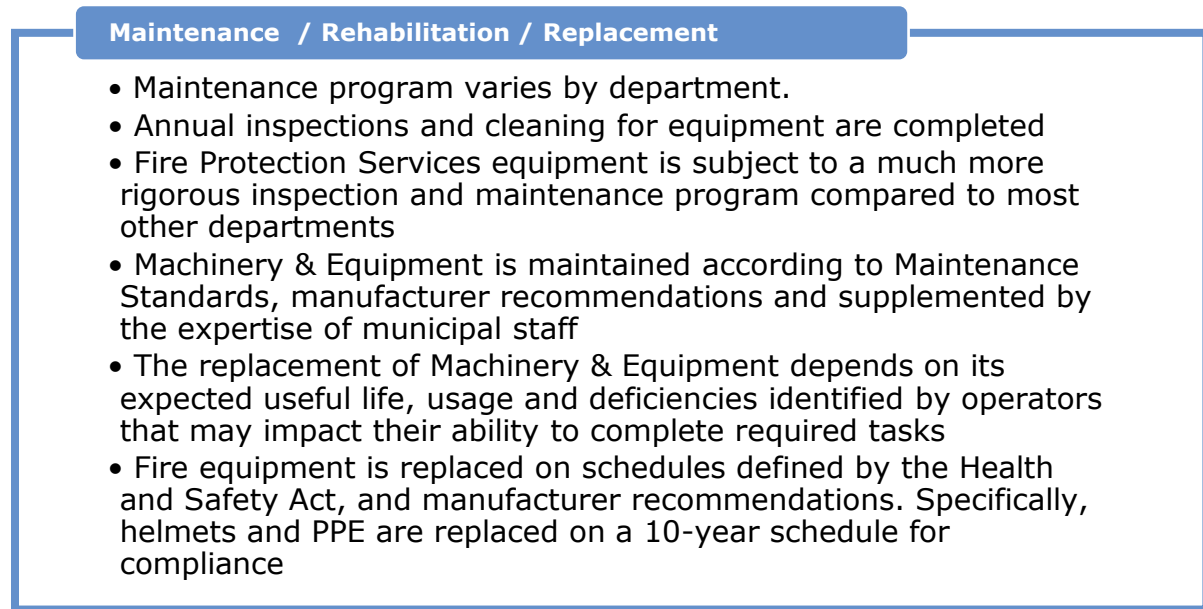 Maintenance / Rehabilitation / Replacement
• Maintenance program varies by department.
• Annual inspections and cleaning for equipment are completed
• Fire Protection Services equipment is subject to a much more
rigorous inspection and maintenance program compared to most
other departments
• Machinery & Equipment is maintained according to Maintenance
Standards, manufacturer recommendations and supplemented by
the expertise of municipal staff
• The replacement of Machinery & Equipment depends on its
expected useful life, usage and deficiencies identified by operators
that may impact their ability to complete required tasks
• Fire equipment is replaced on schedules defined by the Health
and Safety Act, and manufacturer recommendations. Specifically,
helmets and PPE are replaced on a 10-year schedule for
compliance